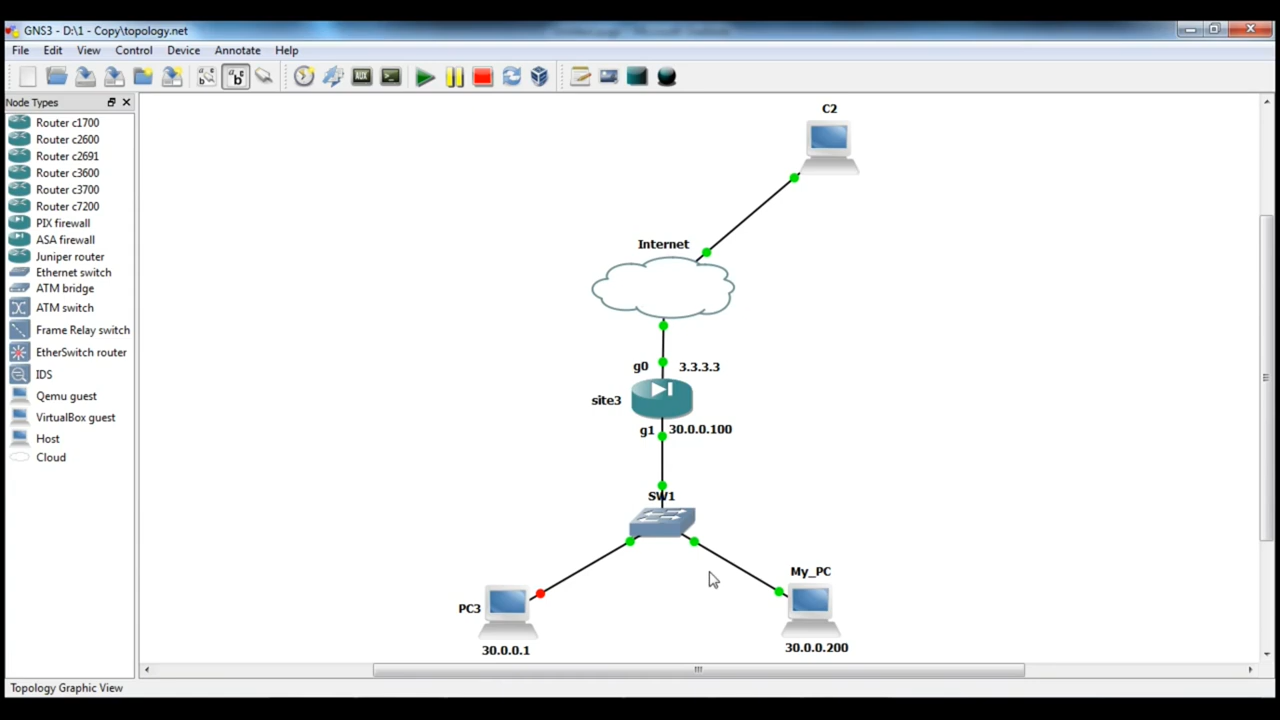 GNS3 - D:\1 - Copy\topology.net
File Edit View Control Device Annotate Help
Node Types
Router c1700
Router c2600
Router c2691
Router c3600
Router c3700
Router c7200
PIX firewall
ASA firewall
Juniper router
Ethernet switch
ATM bridge
ATM switch
Frame Relay switch
EtherSwitch router
IDS
Qemu guest
VirtualBox guest
Host
Cloud
C2
Internet
g0 3.3.3.3
site3
g1 30.0.0.100
SW1
My_PC
PC3
30.0.0.200
30.0.0.1
Topology Graphic View